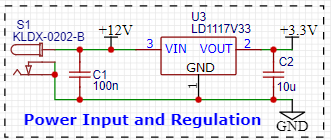 S1
KLDX-0202-B
+12V
U3
LD1117V33
+3.3V
3
VIN
VOUT
2
GND
1
C1
100n
C2
10u
Power Input and Regulation
GND